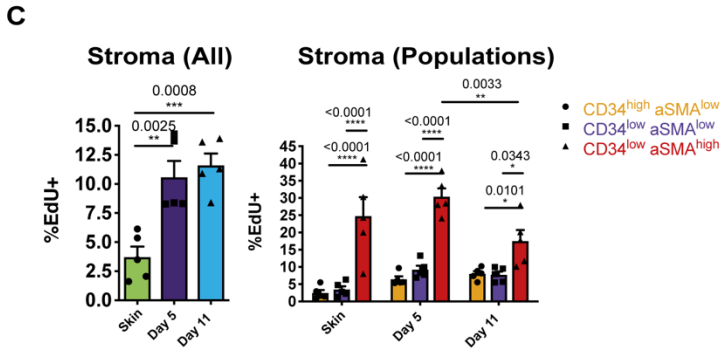 C
Stroma (All)
0.0008
***
0.0025
**
%EdU+
15.0
12.5
10.0
7.5
5.0
2.5
0.0
Skin
Day 5
Day 11
Stroma (Populations)
0.0033
**
<0.0001
****
<0.0001
****
<0.0001
****
<0.0001
****
0.0343
*
0.0101
*
%EdU+
45
40
35
30
25
20
15
10
5
0
Skin
Day 5
Day 11
CD34high aSMAlow
CD34low aSMAlow
CD34low aSMAhigh